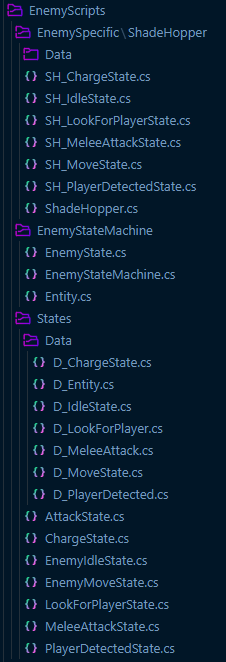 EnemyScripts
EnemySpecific\ShadeHopper
Data
{} SH_ChargeState.cs
{} SH_IdleState.cs
{} SH_LookForPlayerState.cs
{} SH_MeleeAttackState.cs
{} SH_MoveState.cs
{} SH_PlayerDetectedState.cs
{} ShadeHopper.cs
EnemyStateMachine
{} EnemyState.cs
{} EnemyStateMachine.cs
{} Entity.cs
States
Data
{} D_ChargeState.cs
{} D_Entity.cs
{} D_IdleState.cs
{} D_LookForPlayer.cs
{} D_MeleeAttack.cs
{} D_MoveState.cs
{} D_PlayerDetected.cs
{} AttackState.cs
{} ChargeState.cs
{} EnemyIdleState.cs
{} EnemyMoveState.cs
{} LookForPlayerState.cs
{} MeleeAttackState.cs
{} PlayerDetectedState.cs